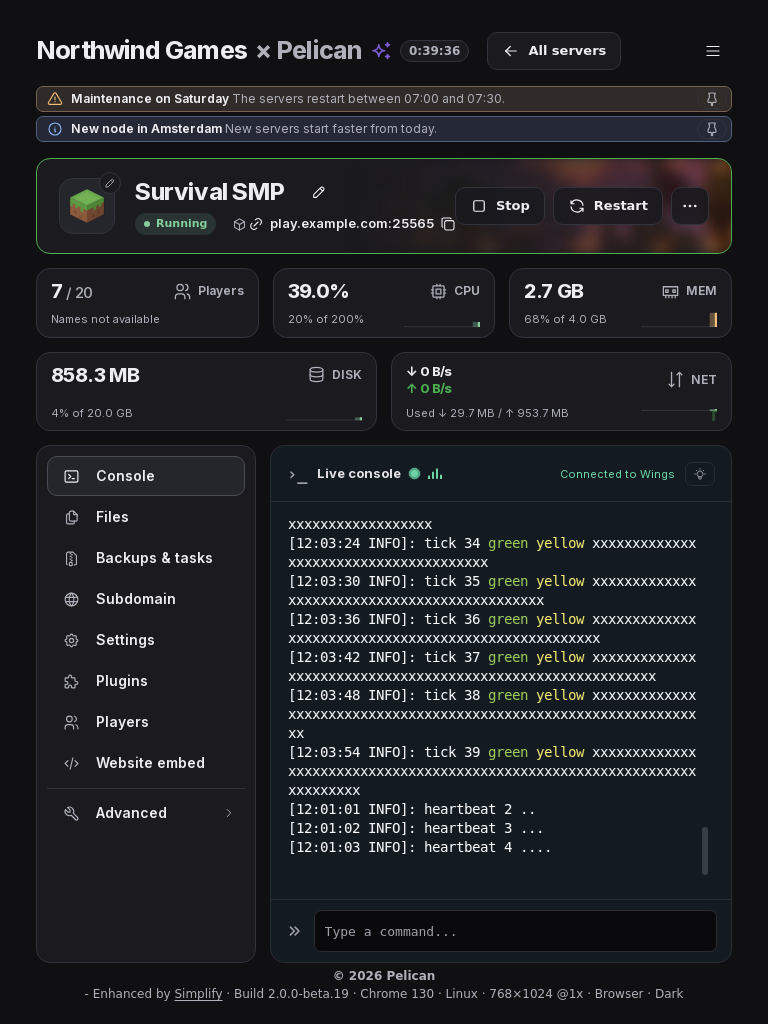 Northwind Games × Pelican 0:39:36 All servers
Maintenance on Saturday The servers restart between 07:00 and 07:30.
New node in Amsterdam New servers start faster from today.
Survival SMP
Running play.example.com:25565
Stop Restart
7 / 20 Players
Names not available
39.0% CPU
20% of 200%
2.7 GB MEM
68% of 4.0 GB
858.3 MB DISK
4% of 20.0 GB
↓ 0 B/s
↑ 0 B/s
NET
Used ↓ 29.7 MB / ↑ 953.7 MB
Console
Files
Backups & tasks
Subdomain
Settings
Plugins
Players
Website embed
Advanced
Live console Connected to Wings
xxxxxxxxxxxxxxxxxx
[12:03:24 INFO]: tick 34 green yellow xxxxxxxxxxxxx
xxxxxxxxxxxxxxxxxxxxxxxxx
[12:03:30 INFO]: tick 35 green yellow xxxxxxxxxxxxx
xxxxxxxxxxxxxxxxxxxxxxxxxxxxxxxx
[12:03:36 INFO]: tick 36 green yellow xxxxxxxxxxxxx
xxxxxxxxxxxxxxxxxxxxxxxxxxxxxxxxxxxxxxx
[12:03:42 INFO]: tick 37 green yellow xxxxxxxxxxxxx
xxxxxxxxxxxxxxxxxxxxxxxxxxxxxxxxxxxxxxxxxxxxxx
[12:03:48 INFO]: tick 38 green yellow xxxxxxxxxxxxx
xxxxxxxxxxxxxxxxxxxxxxxxxxxxxxxxxxxxxxxxxxxxxxxxxxx
xx
[12:03:54 INFO]: tick 39 green yellow xxxxxxxxxxxxx
xxxxxxxxxxxxxxxxxxxxxxxxxxxxxxxxxxxxxxxxxxxxxxxxxxx
xxxxxxxxx
[12:01:01 INFO]: heartbeat 2 ..
[12:01:02 INFO]: heartbeat 3 ...
[12:01:03 INFO]: heartbeat 4 ....
Type a command...
© 2026 Pelican
- Enhanced by Simplify · Build 2.0.0-beta.19 · Chrome 130 · Linux · 768×1024 @1x · Browser · Dark